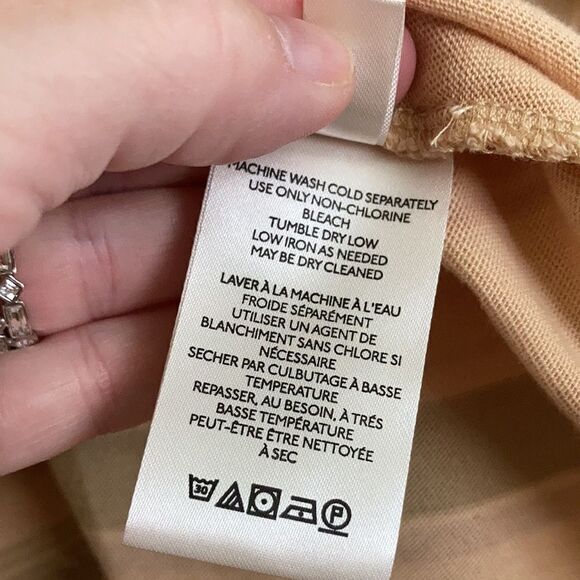 MACHINE WASH COLD SEPARATELY
USE ONLY NON-CHLORINE
BLEACH
TUMBLE DRY LOW
LOW IRON AS NEEDED
MAY BE DRY CLEANED
LAVER À LA MACHINE À L'EAU
FROIDE SÉPARÉMENT
UTILISER UN AGENT DE
BLANCHIMENT SANS CHLORE SI
NÉCESSAIRE
SECHER PAR CULBUTAGE À BASSE
TEMPERATURE
REPASSER, AU BESOIN, À TRÉS
BASSE TEMPÉRATURE
PEUT-ÊTRE ÊTRE NETTOYÉE
À SEC
30 P